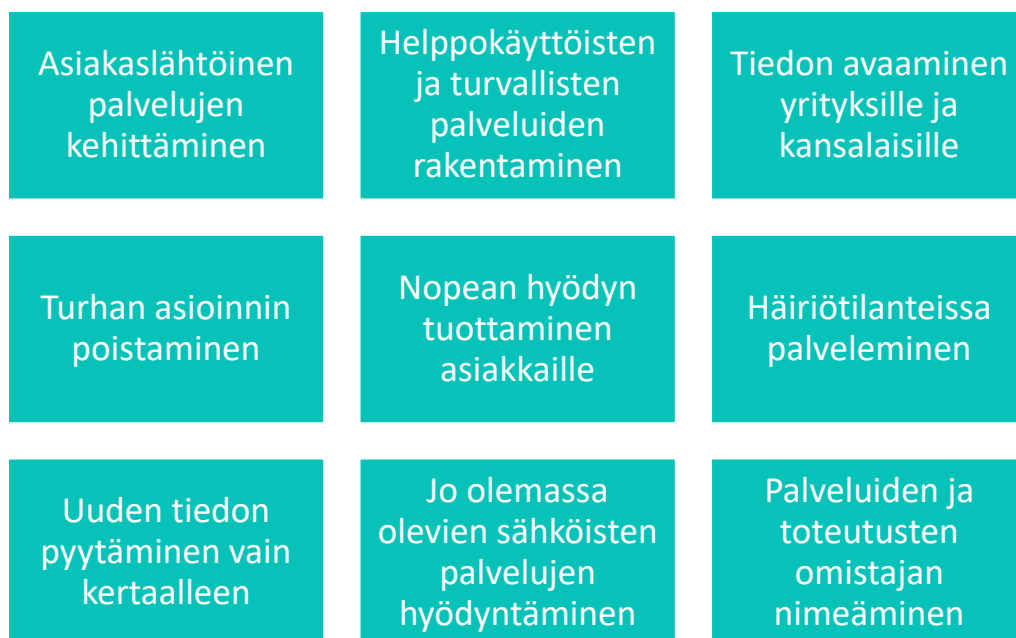 Asiakaslähtöinen
palvelujen
kehittäminen
Helppokäyttöisten
ja turvallisten
palveluiden
rakentaminen
Tiedon avaaminen
yrityksille ja
kansalaisille
Turhan asioinnin
poistaminen
Nopean hyödyn
tuottaminen
asiakkaille
Häiriötilanteissa
palveleminen
Uuden tiedon
pyytäminen vain
kertaalleen
Jo olemassa
olevien sähköisten
palvelujen
hyödyntäminen
Palveluiden ja
toteutusten
omistajan
nimeäminen